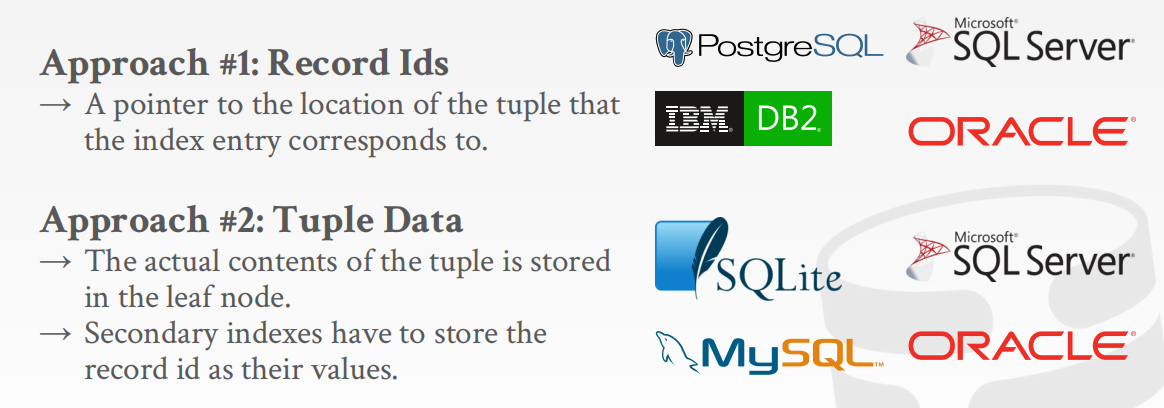 Approach #1: Record Ids
→ A pointer to the location of the tuple that
the index entry corresponds to.
PostgreSQL
Microsoft®
SQL Server®
IBM® DB2®
ORACLE®
Approach #2: Tuple Data
→ The actual contents of the tuple is stored
in the leaf node.
→ Secondary indexes have to store the
record id as their values.
SQLite
Microsoft®
SQL Server®
MySQL™
ORACLE®